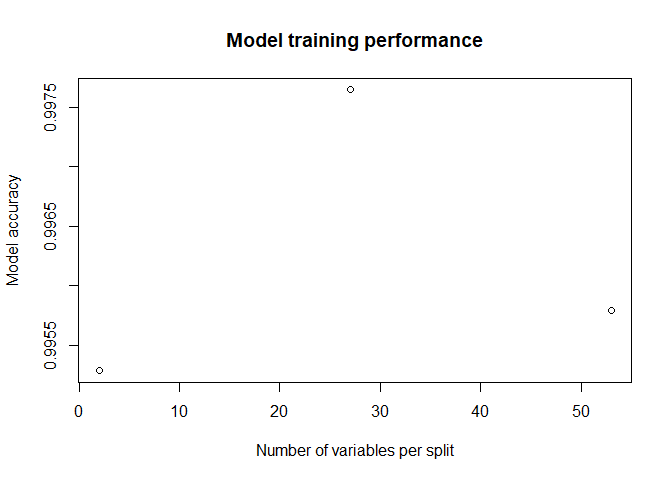 Model training performance
0.9975
0.9965
0.9955
Model accuracy
0 10 20 30 40 50
Number of variables per split